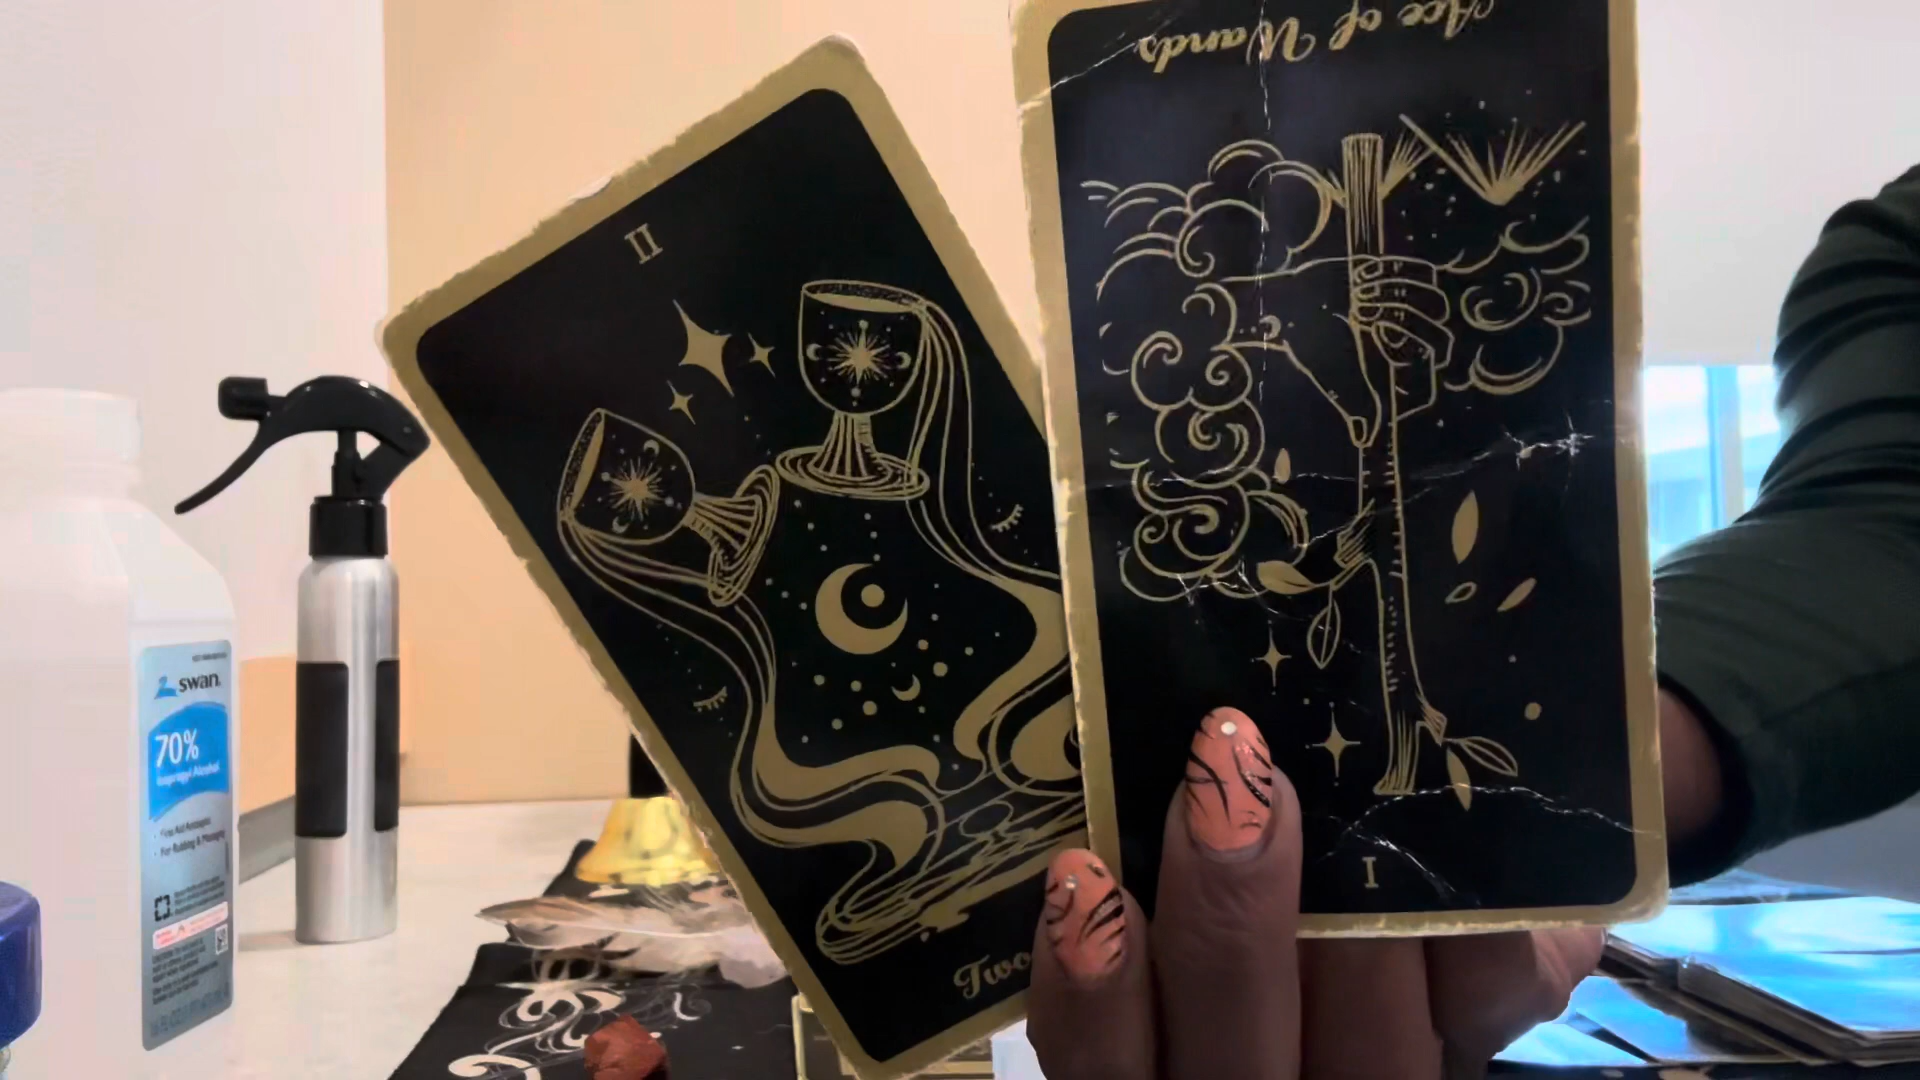 II
Two
Ace of Wands
I
swan
70%
Isopropyl Alcohol
• First Aid Antiseptic
• For Rubbing & Massaging